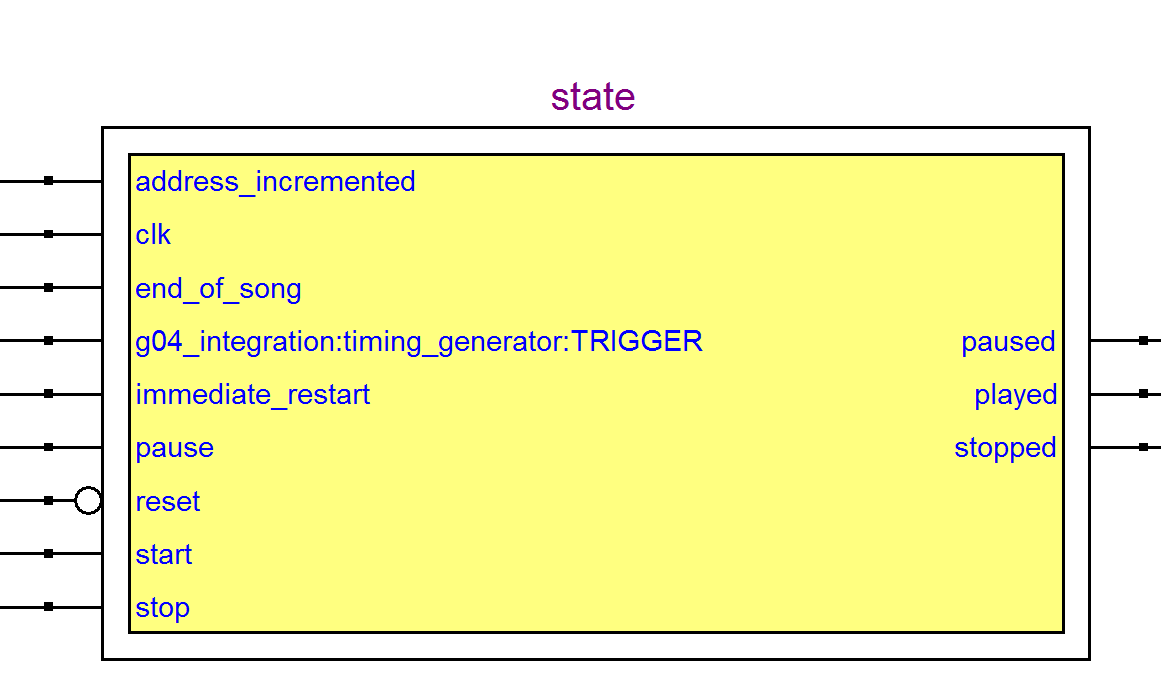 state
address_incremented
clk
end_of_song
g04_integration:timing_generator:TRIGGER paused
immediate_restart played
pause stopped
reset
start
stop